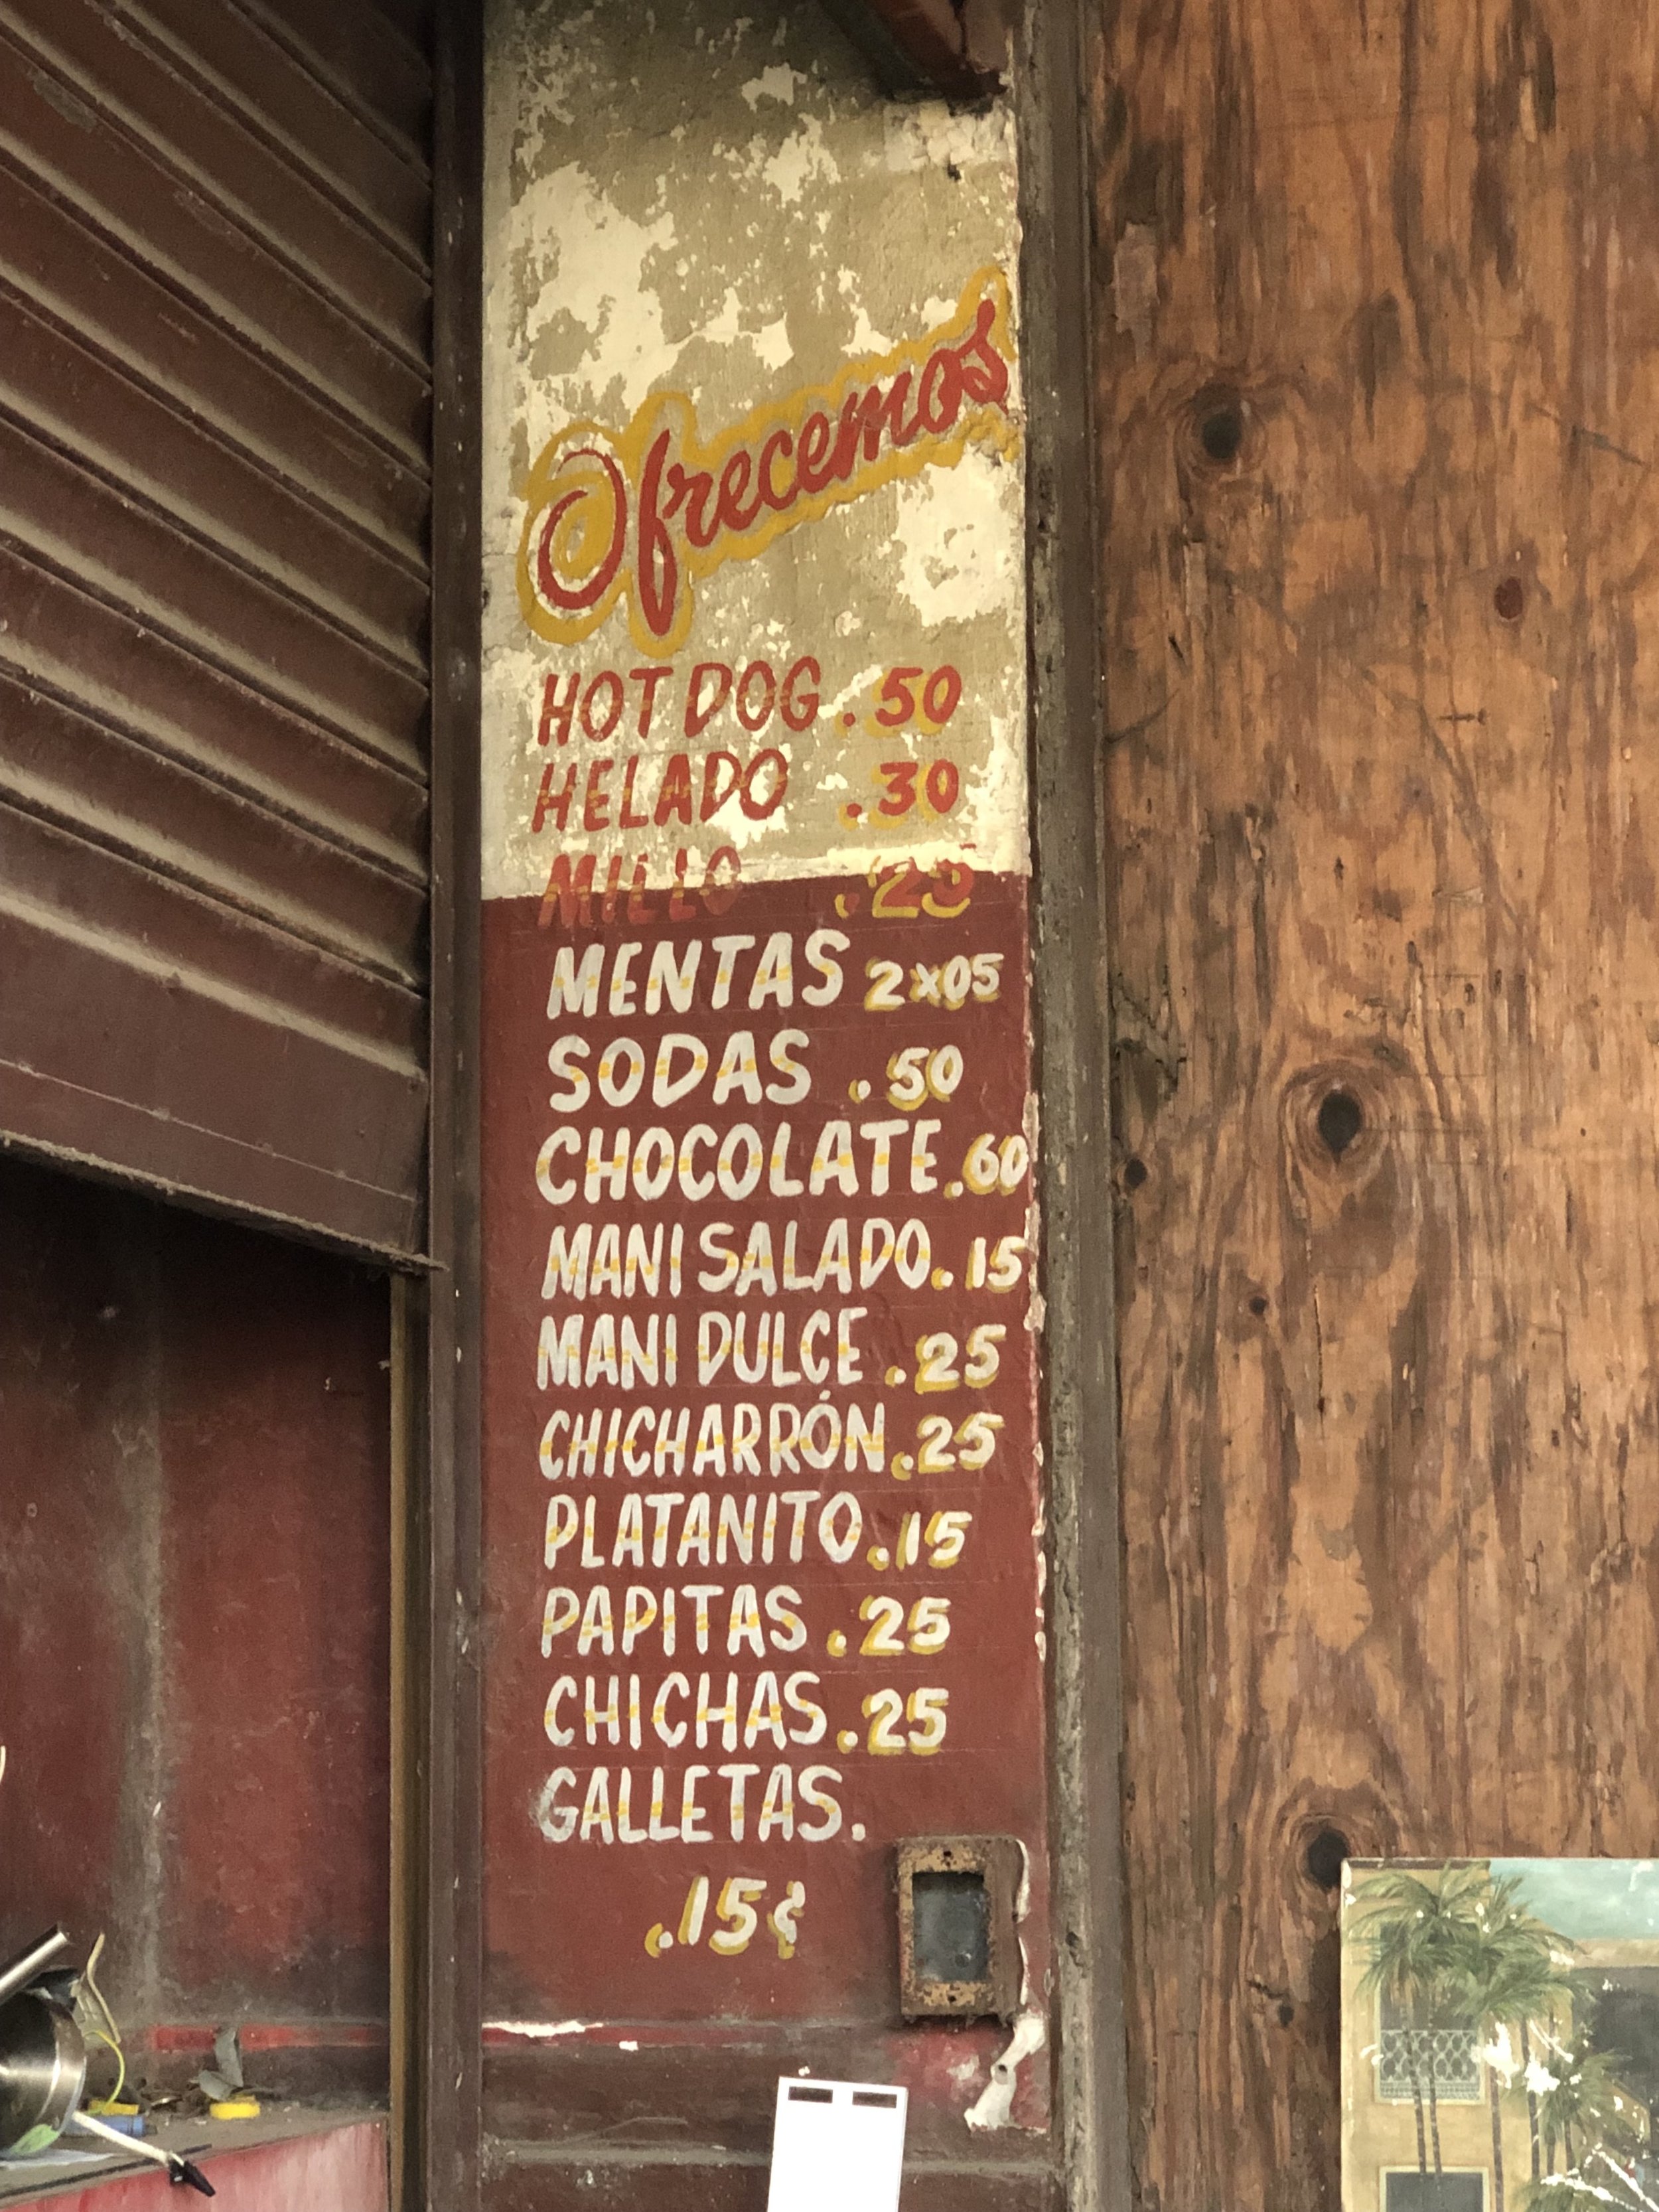 Ofrecemos
HOT DOG .50
HELADO .30
MILLO .25
MENTAS 2x05
SODAS .50
CHOCOLATE .60
MANI SALADO .15
MANI DULCE .25
CHICHARRÓN .25
PLATANITO .15
PAPITAS .25
CHICHAS .25
GALLETAS.
.15¢